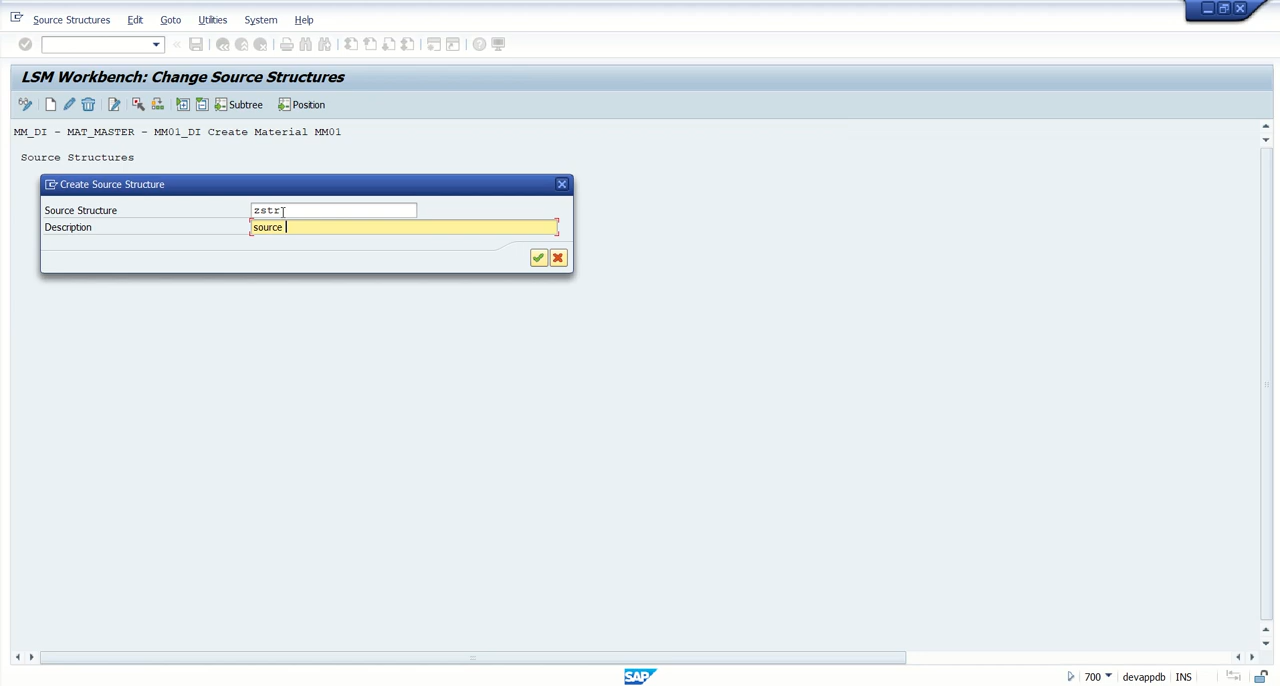 Source Structures Edit Goto Utilities System Help
LSM Workbench: Change Source Structures
Subtree Position
MM_DI - MAT_MASTER - MM01_DI Create Material MM01
Source Structures
Create Source Structure
Source Structure zstr
Description source
SAP 700 devappdb INS